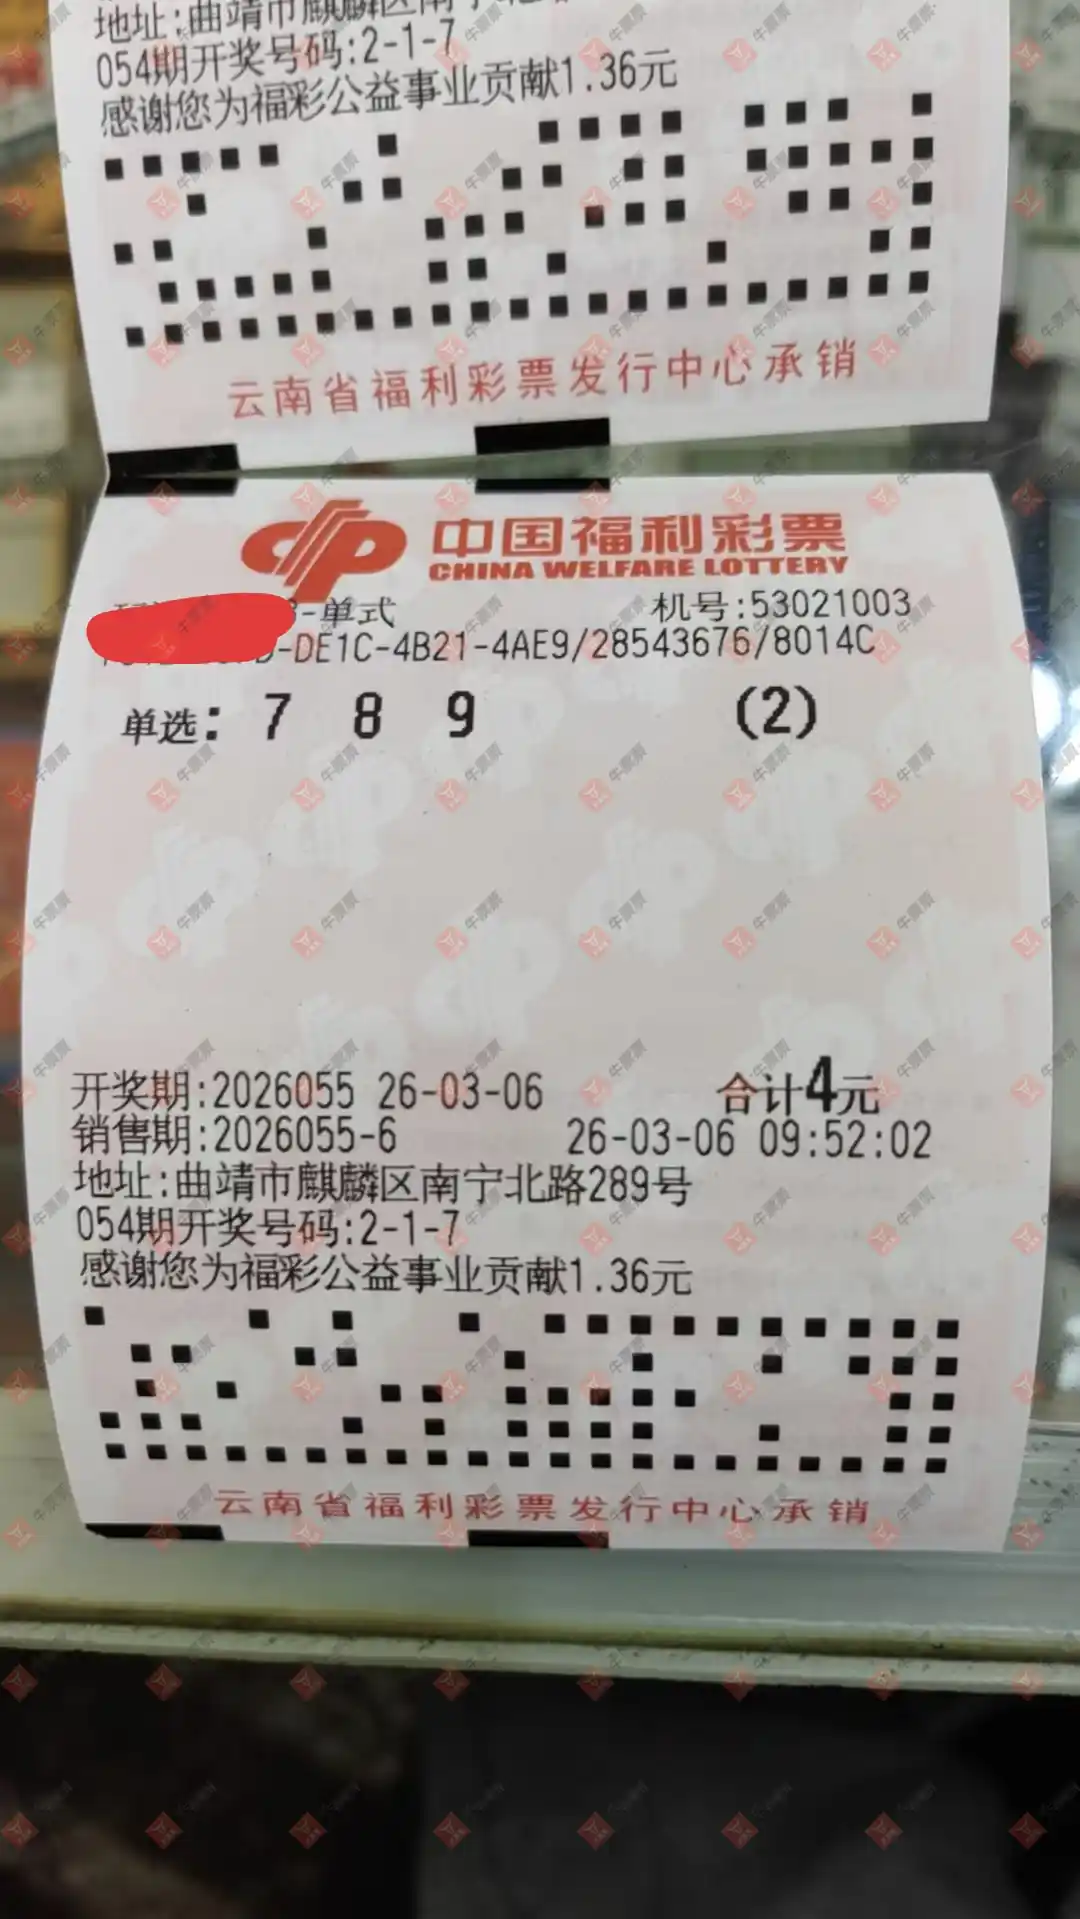 地址:曲靖市麒麟区南宁北
054期开奖号码:2-1-7
感谢您为福彩公益事业贡献1.36元
云南省福利彩票发行中心承销
中国福利彩票
CHINA WELFARE LOTTERY
-单式 机号:53021003
-DE1C-4B21-4AE9/28543676/8014C
单选: 7 8 9 (2)
开奖期:2026055 26-03-06 合计4元
销售期:2026055-6 26-03-06 09:52:02
地址:曲靖市麒麟区南宁北路289号
054期开奖号码:2-1-7
感谢您为福彩公益事业贡献1.36元
云南省福利彩票发行中心承销
牛票票